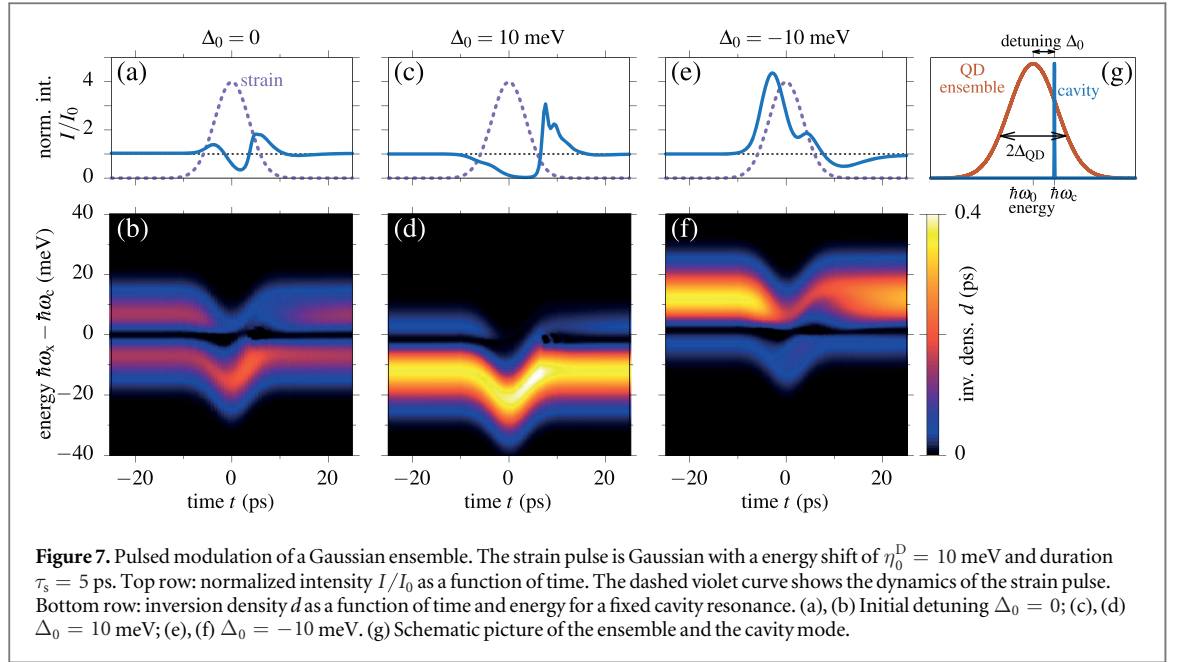 Δ₀ = 0
Δ₀ = 10 meV
Δ₀ = −10 meV
detuning Δ₀
(a)
strain
(c)
(e)
(g)
QD
ensemble
cavity
2Δ_QD
ħω₀
ħω_c
energy
norm. int.
I/I₀
4
2
0
(b)
(d)
(f)
energy ħω_x − ħω_c (meV)
40
20
0
−20
−40
−20
0
20
−20
0
20
−20
0
20
time t (ps)
time t (ps)
time t (ps)
0.4
inv. dens. d (ps)
0
Figure 7. Pulsed modulation of a Gaussian ensemble. The strain pulse is Gaussian with a energy shift of η₀ᴰ = 10 meV and duration
τ_s = 5 ps. Top row: normalized intensity I/I₀ as a function of time. The dashed violet curve shows the dynamics of the strain pulse.
Bottom row: inversion density d as a function of time and energy for a fixed cavity resonance. (a), (b) Initial detuning Δ₀ = 0; (c), (d)
Δ₀ = 10 meV; (e), (f) Δ₀ = −10 meV. (g) Schematic picture of the ensemble and the cavity mode.